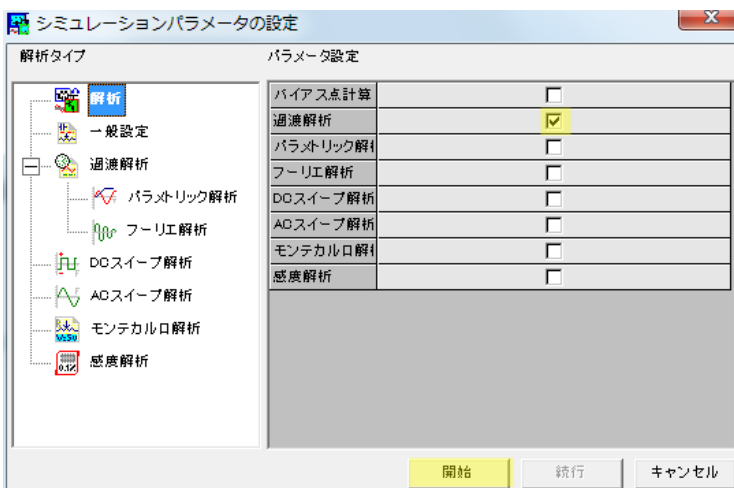 シミュレーションパラメータの設定
解析タイプ
パラメータ設定
解析
一般設定
過渡解析
パラメトリック解析
フーリエ解析
DCスイープ解析
ACスイープ解析
モンテカルロ解析
感度解析
バイアス点計算
過渡解析
パラメトリック解
フーリエ解析
DCスイープ解析
ACスイープ解析
モンテカルロ解
感度解析
開始
続行
キャンセル